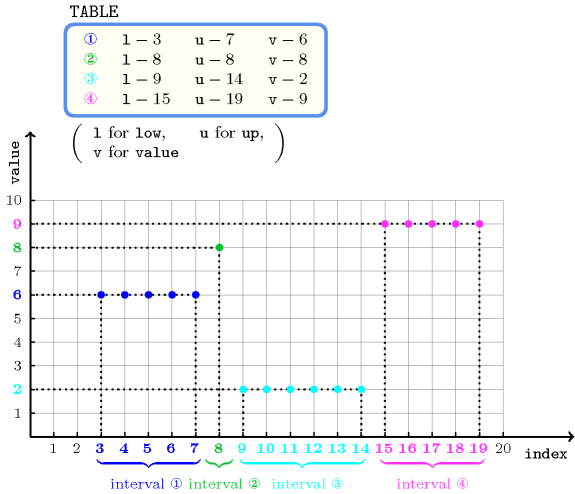 TABLE
① l – 3 u – 7 v – 6
② l – 8 u – 8 v – 8
③ l – 9 u – 14 v – 2
④ l – 15 u – 19 v – 9
( l for low, u for up,
v for value )
value
10
9
8
7
6
5
4
3
2
1
1 2 3 4 5 6 7 8 9 10 11 12 13 14 15 16 17 18 19 20
index
interval ① interval ② interval ③ interval ④